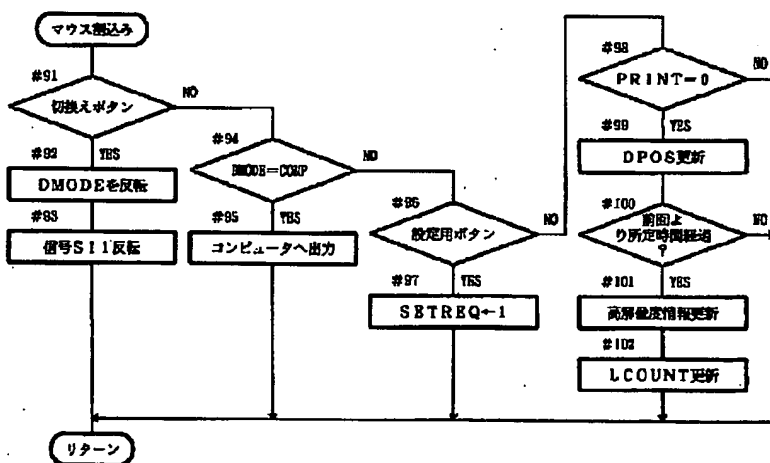 マウス割込み
#91
切換えボタン
NO
#92
YES
DMODEを反転
#93
信号S11反転
#94
DMODE=COMP
NO
#95
YES
コンピュータへ出力
#96
設定用ボタン
NO
#97
YES
SETREQ←1
#98
PRINT=0
NO
#99
YES
DPOS更新
#100
前回よ
り所定時間経過
?
NO
#101
YES
高解像度情報更新
#102
LCOUNT更新
リターン